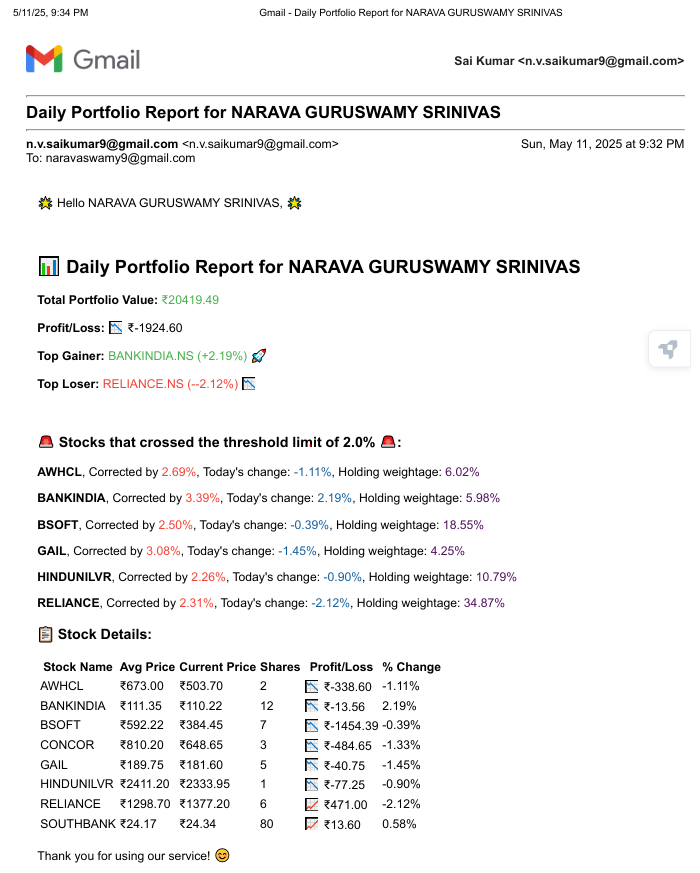 5/11/25, 9:34 PM Gmail - Daily Portfolio Report for NARAVA GURUSWAMY SRINIVAS
Gmail Sai Kumar <n.v.saikumar9@gmail.com>
Daily Portfolio Report for NARAVA GURUSWAMY SRINIVAS
n.v.saikumar9@gmail.com <n.v.saikumar9@gmail.com> Sun, May 11, 2025 at 9:32 PM
To: naravaswamy9@gmail.com
🌟 Hello NARAVA GURUSWAMY SRINIVAS, 🌟
📊 Daily Portfolio Report for NARAVA GURUSWAMY SRINIVAS
Total Portfolio Value: ₹20419.49
Profit/Loss: 📉 ₹-1924.60
Top Gainer: BANKINDIA.NS (+2.19%) 🚀
Top Loser: RELIANCE.NS (--2.12%) 📉
🚨 Stocks that crossed the threshold limit of 2.0% 🚨:
AWHCL, Corrected by 2.69%, Today's change: -1.11%, Holding weightage: 6.02%
BANKINDIA, Corrected by 3.39%, Today's change: 2.19%, Holding weightage: 5.98%
BSOFT, Corrected by 2.50%, Today's change: -0.39%, Holding weightage: 18.55%
GAIL, Corrected by 3.08%, Today's change: -1.45%, Holding weightage: 4.25%
HINDUNILVR, Corrected by 2.26%, Today's change: -0.90%, Holding weightage: 10.79%
RELIANCE, Corrected by 2.31%, Today's change: -2.12%, Holding weightage: 34.87%
📋 Stock Details:
Stock Name Avg Price Current Price Shares Profit/Loss % Change
AWHCL ₹673.00 ₹503.70 2 📉 ₹-338.60 -1.11%
BANKINDIA ₹111.35 ₹110.22 12 📉 ₹-13.56 2.19%
BSOFT ₹592.22 ₹384.45 7 📉 ₹-1454.39 -0.39%
CONCOR ₹810.20 ₹648.65 3 📉 ₹-484.65 -1.33%
GAIL ₹189.75 ₹181.60 5 📉 ₹-40.75 -1.45%
HINDUNILVR ₹2411.20 ₹2333.95 1 📉 ₹-77.25 -0.90%
RELIANCE ₹1298.70 ₹1377.20 6 📈 ₹471.00 -2.12%
SOUTHBANK ₹24.17 ₹24.34 80 📈 ₹13.60 0.58%
Thank you for using our service! 😊